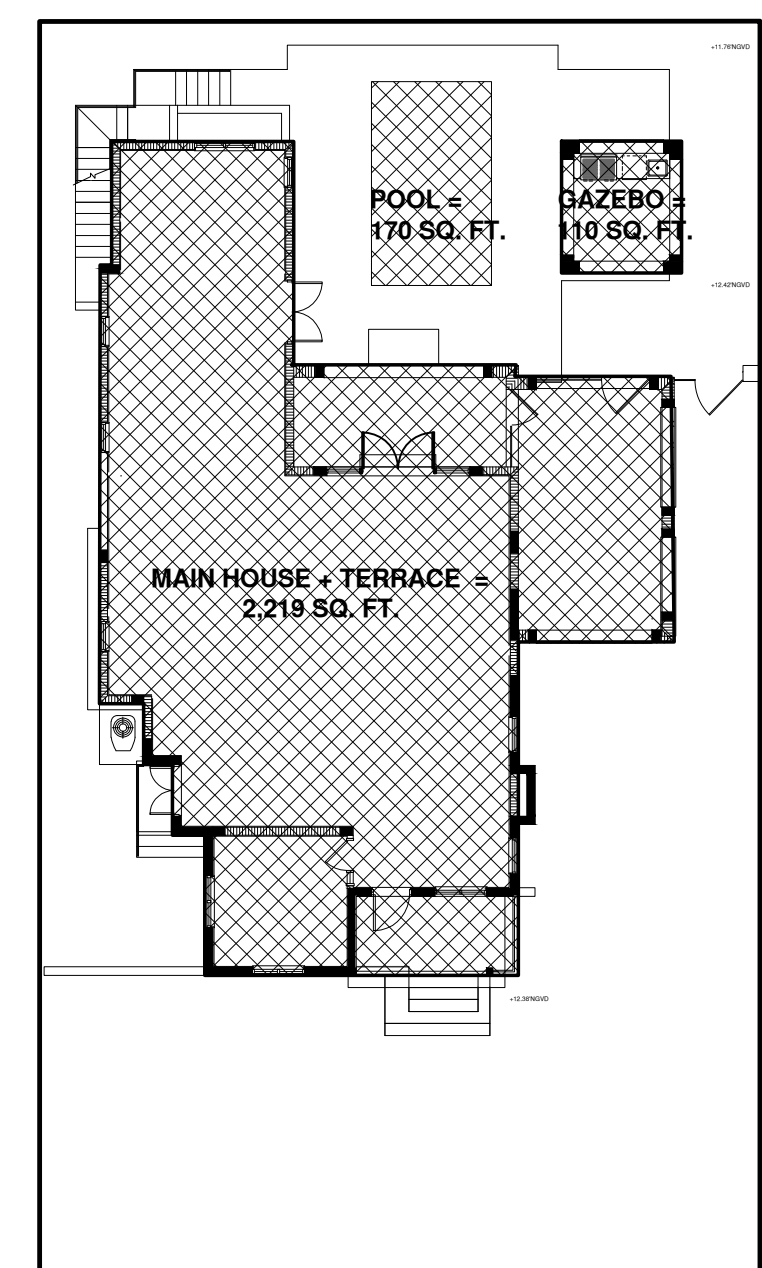 +11.76'NGVD
POOL =
170 SQ. FT.
GAZEBO =
110 SQ. FT.
+12.42'NGVD
MAIN HOUSE + TERRACE =
2,219 SQ. FT.
+12.38'NGVD